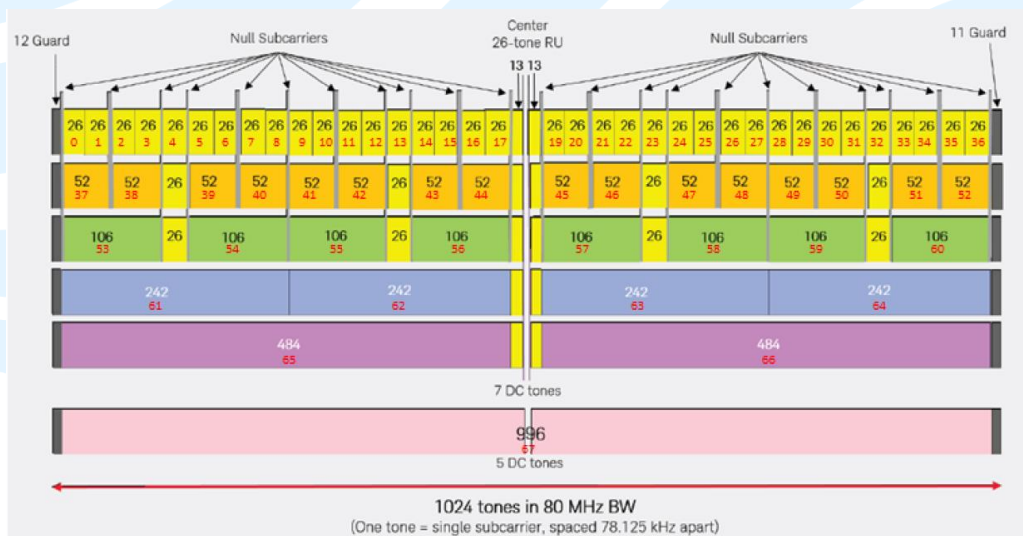 Center
26-tone RU
12 Guard
Null Subcarriers
Null Subcarriers
11 Guard
13 13
26 26 26 26 26 26 26 26 26 26 26 26 26 26 26 26 26 26 26 26 26 26 26 26 26 26 26 26 26 26 26 26 26 26 26 26
0 1 2 3 4 5 6 7 8 9 10 11 12 13 14 15 16 17 19 20 21 22 23 24 25 26 27 28 29 30 31 32 33 34 35 36
52 52 26 52 52 52 52 26 52 52 52 52 26 52 52 52 52 26 52 52
37 38 39 40 41 42 43 44 45 46 47 48 49 50 51 52
106 26 106 106 26 106 106 26 106 106 26 106
53 54 55 56 57 58 59 60
242 242 242 242
61 62 63 64
484 484
65 66
7 DC tones
996
67
5 DC tones
1024 tones in 80 MHz BW
(One tone = single subcarrier, spaced 78.125 kHz apart)